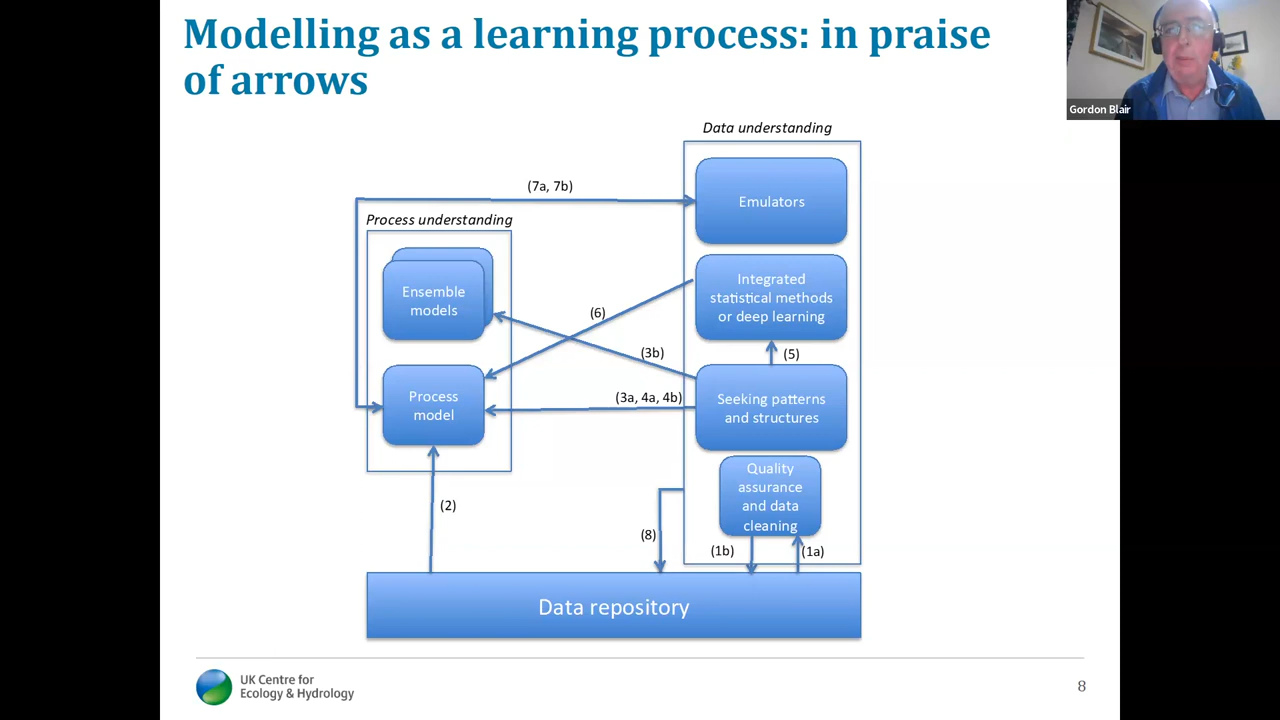 Modelling as a learning process: in praise
of arrows
Gordon Blair
Data understanding
(7a, 7b)
Emulators
Process understanding
Ensemble
models
Integrated
statistical methods
or deep learning
(6)
(3b)
(5)
Process
model
(3a, 4a, 4b)
Seeking patterns
and structures
Quality
assurance
and data
cleaning
(2)
(8)
(1b)
(1a)
Data repository
UK Centre for
Ecology & Hydrology
8